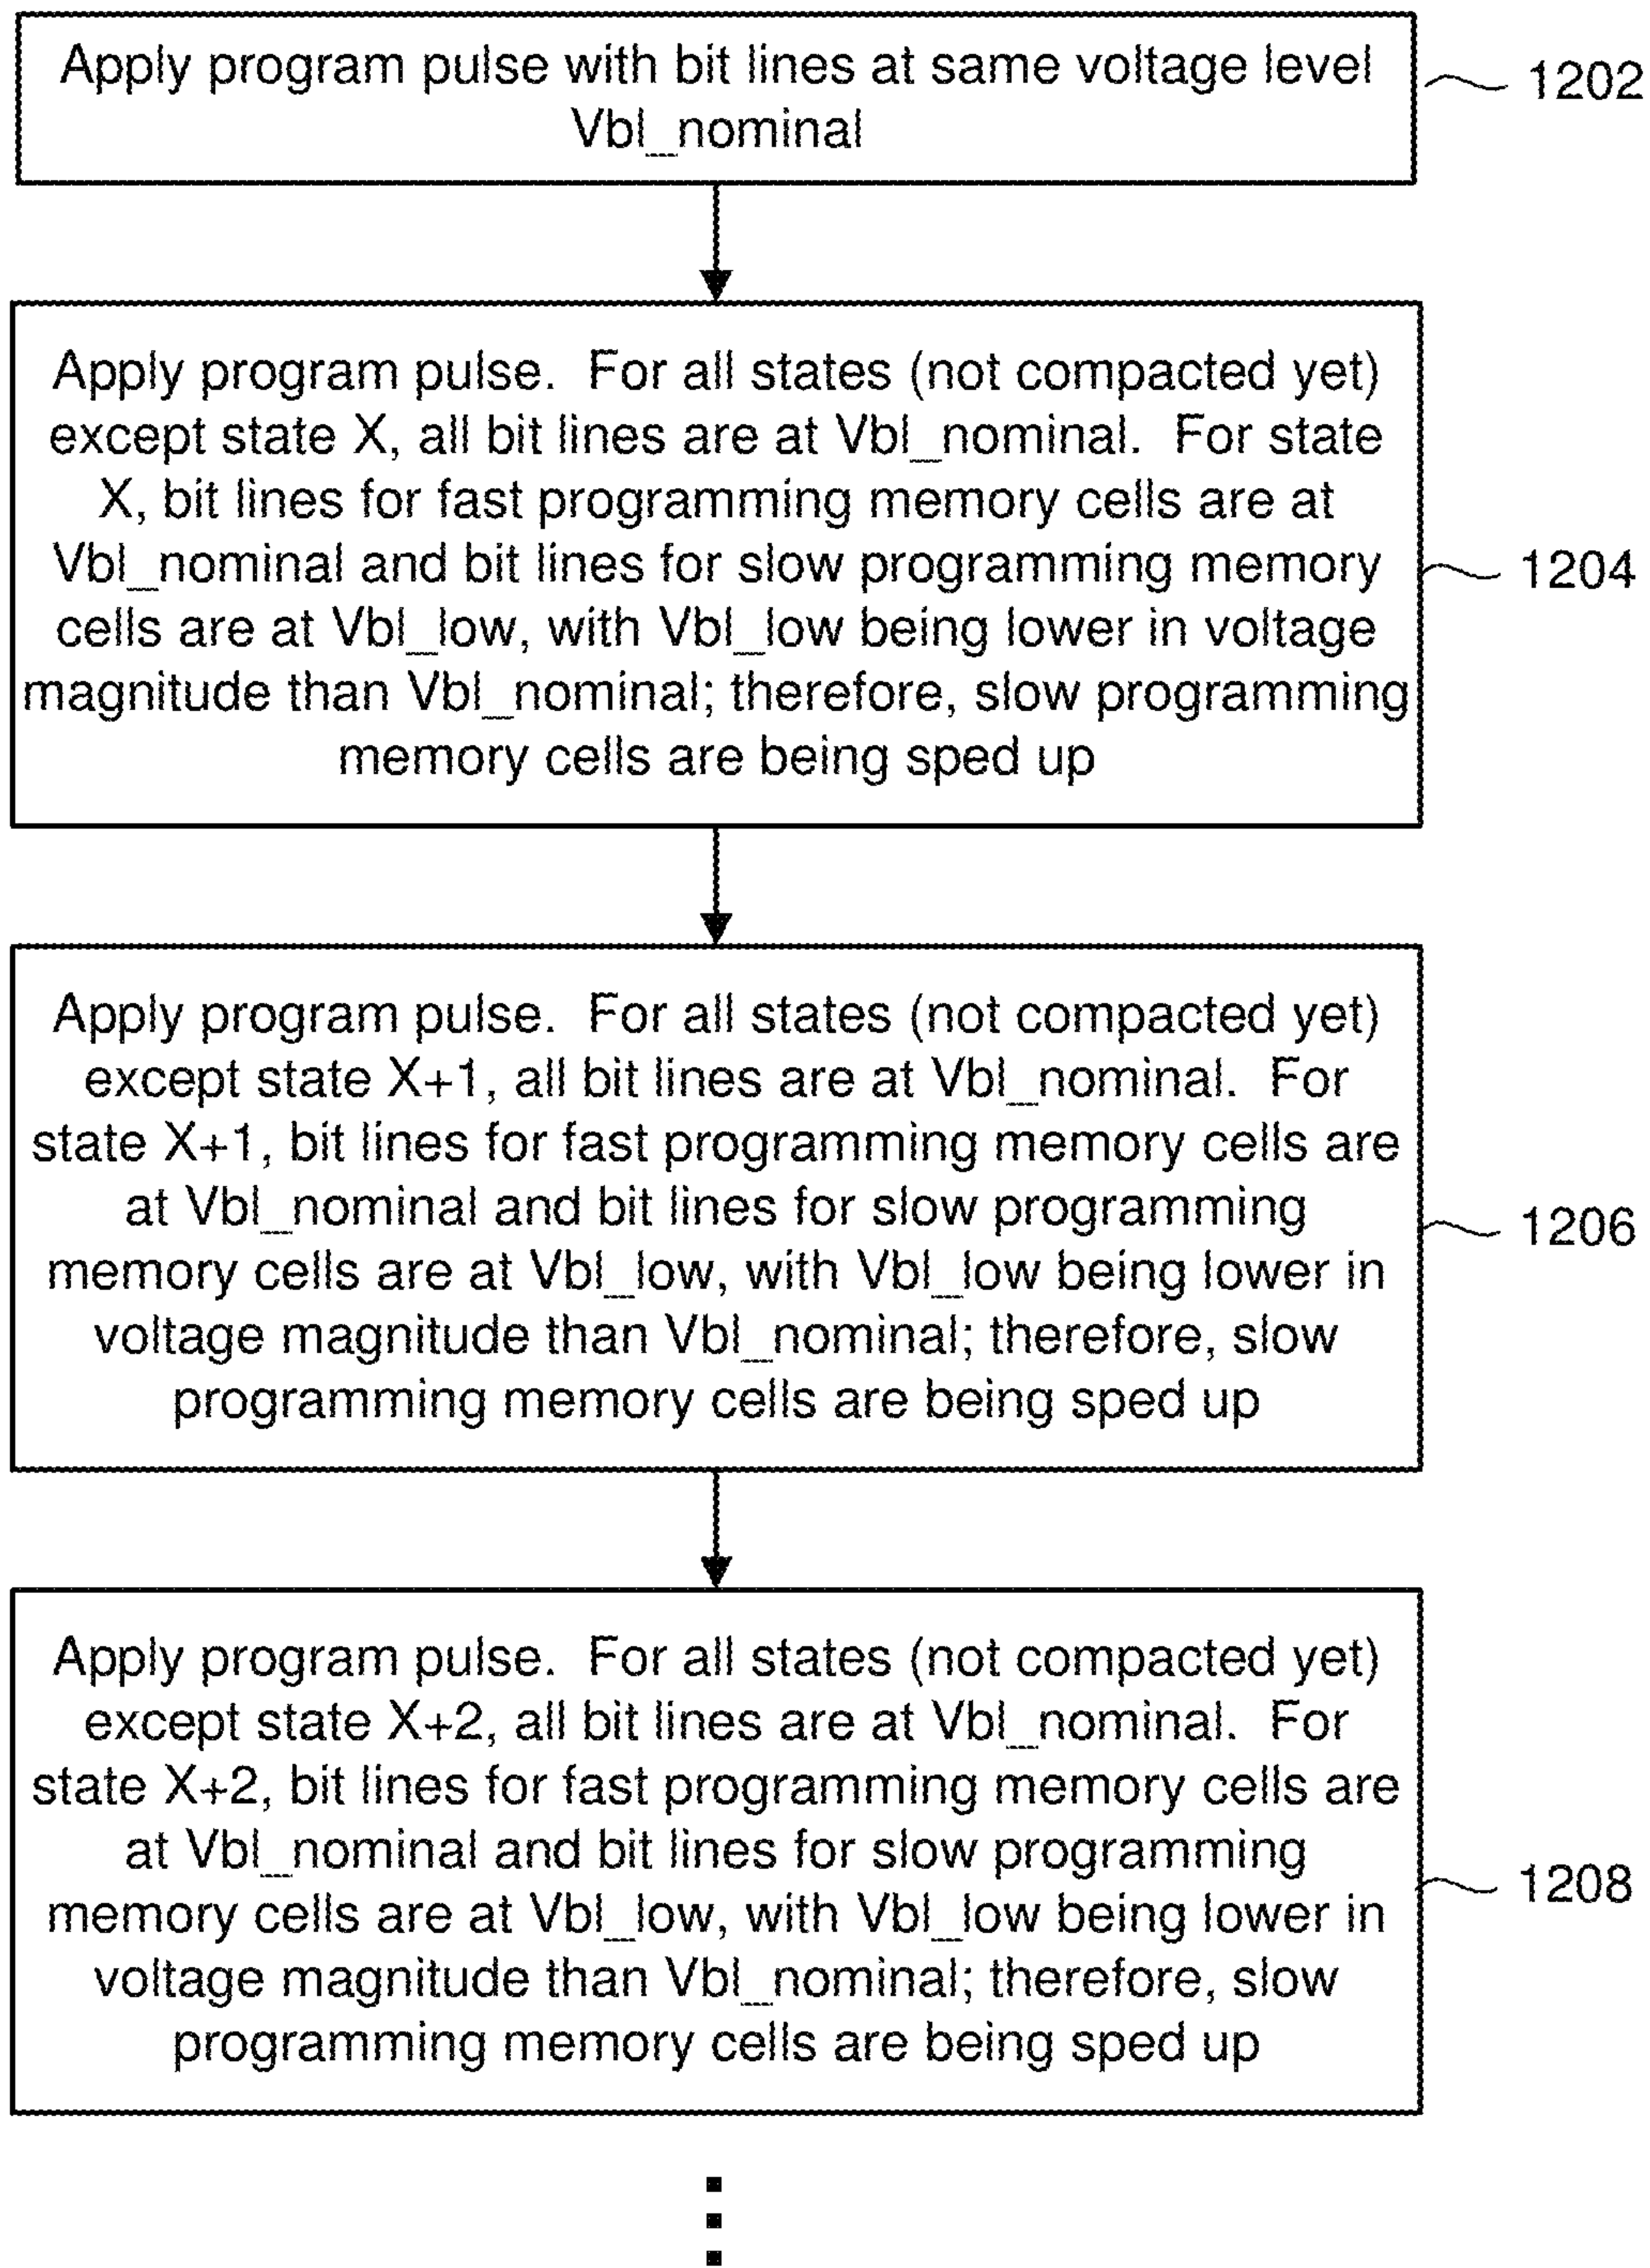 Apply program pulse with bit lines at same voltage level
Vbl_nominal
1202
Apply program pulse.  For all states (not compacted yet)
except state X, all bit lines are at Vbl_nominal.  For state
X, bit lines for fast programming memory cells are at
Vbl_nominal and bit lines for slow programming memory
cells are at Vbl_low, with Vbl_low being lower in voltage
magnitude than Vbl_nominal; therefore, slow programming
memory cells are being sped up
1204
Apply program pulse.  For all states (not compacted yet)
except state X+1, all bit lines are at Vbl_nominal.  For
state X+1, bit lines for fast programming memory cells are
at Vbl_nominal and bit lines for slow programming
memory cells are at Vbl_low, with Vbl_low being lower in
voltage magnitude than Vbl_nominal; therefore, slow
programming memory cells are being sped up
1206
Apply program pulse.  For all states (not compacted yet)
except state X+2, all bit lines are at Vbl_nominal.  For
state X+2, bit lines for fast programming memory cells are
at Vbl_nominal and bit lines for slow programming
memory cells are at Vbl_low, with Vbl_low being lower in
voltage magnitude than Vbl_nominal; therefore, slow
programming memory cells are being sped up
1208